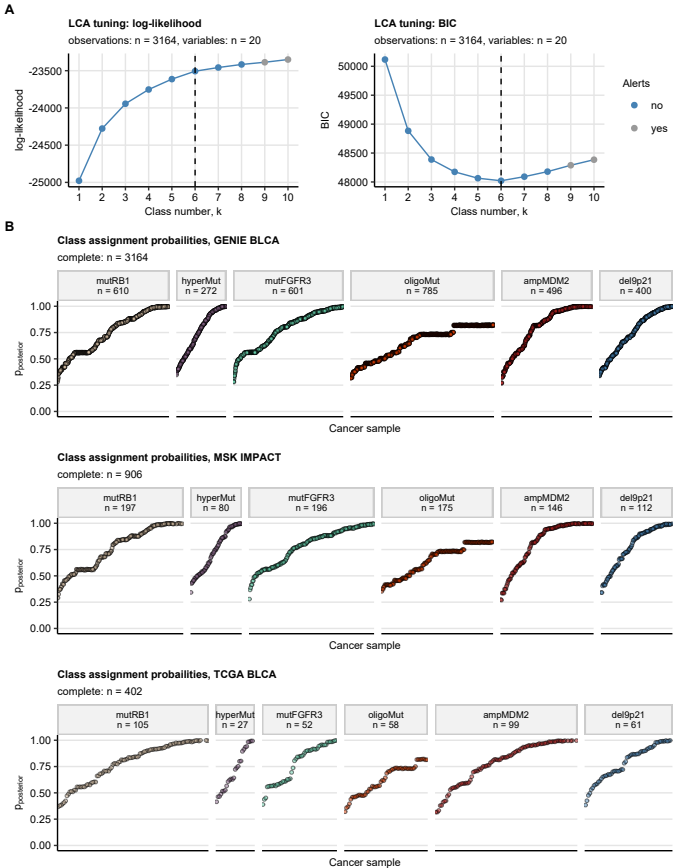 A
LCA tuning: log-likelihood
observations: n = 3164, variables: n = 20
log-likelihood
-23500
-24000
-24500
-25000
1 2 3 4 5 6 7 8 9 10
Class number, k
LCA tuning: BIC
observations: n = 3164, variables: n = 20
BIC
50000
49500
49000
48500
48000
1 2 3 4 5 6 7 8 9 10
Class number, k
Alerts
no
yes
B
Class assignment probailities, GENIE BLCA
complete: n = 3164
mutRB1
n = 610
hyperMut
n = 272
mutFGFR3
n = 601
oligoMut
n = 785
ampMDM2
n = 496
del9p21
n = 400
pposterior
1.00
0.75
0.50
0.25
0.00
Cancer sample
Class assignment probailities, MSK IMPACT
complete: n = 906
mutRB1
n = 197
hyperMut
n = 80
mutFGFR3
n = 196
oligoMut
n = 175
ampMDM2
n = 146
del9p21
n = 112
pposterior
1.00
0.75
0.50
0.25
0.00
Cancer sample
Class assignment probailities, TCGA BLCA
complete: n = 402
mutRB1
n = 105
hyperMut
n = 27
mutFGFR3
n = 52
oligoMut
n = 58
ampMDM2
n = 99
del9p21
n = 61
pposterior
1.00
0.75
0.50
0.25
0.00
Cancer sample